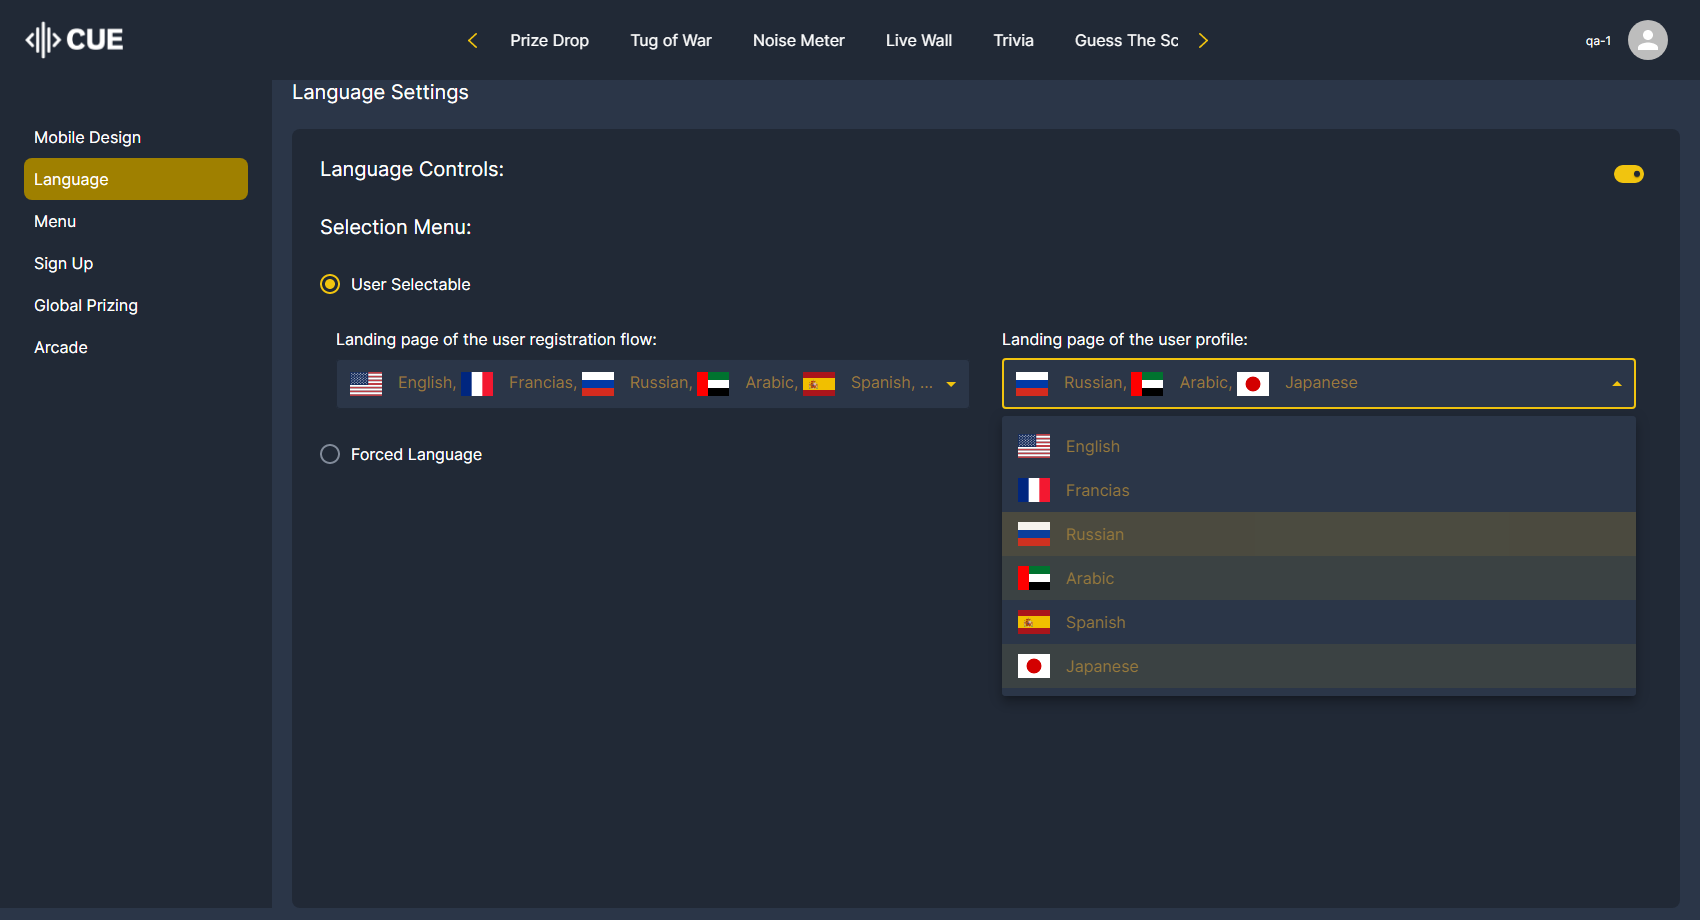 CUE
Prize Drop
Tug of War
Noise Meter
Live Wall
Trivia
Guess The Sc
qa-1
Mobile Design
Language
Menu
Sign Up
Global Prizing
Arcade
Language Settings
Language Controls:
Selection Menu:
User Selectable
Landing page of the user registration flow:
English, Francias, Russian, Arabic, Spanish, ...
Landing page of the user profile:
Russian, Arabic, Japanese
English
Francias
Russian
Arabic
Spanish
Japanese
Forced Language